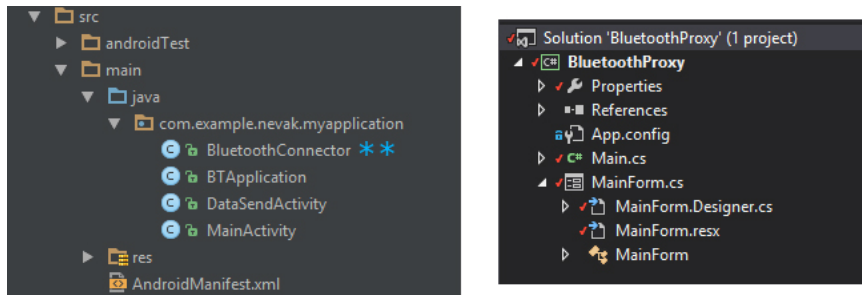 src
androidTest
main
java
com.example.nevak.myapplication
C BluetoothConnector **
C BTApplication
C DataSendActivity
C MainActivity
res
AndroidManifest.xml
Solution 'BluetoothProxy' (1 project)
C# BluetoothProxy
Properties
References
App.config
C# Main.cs
MainForm.cs
MainForm.Designer.cs
MainForm.resx
MainForm